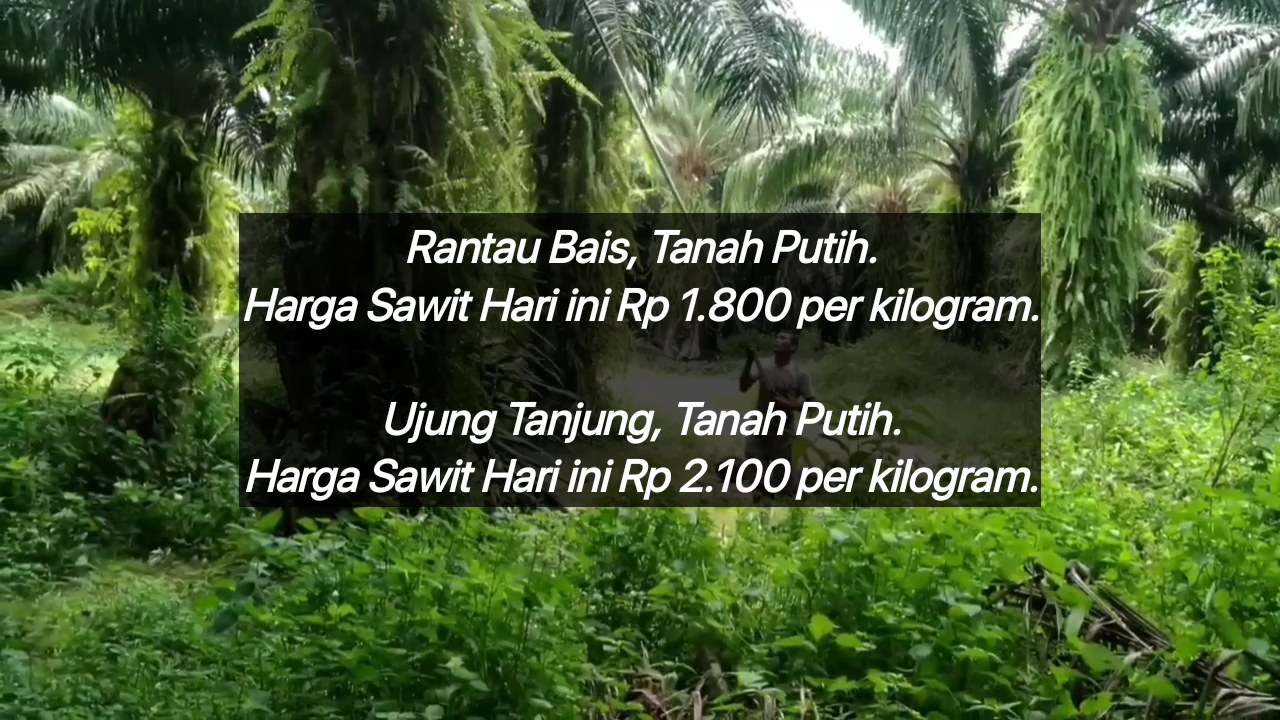 Rantau Bais, Tanah Putih.
Harga Sawit Hari ini Rp 1.800 per kilogram.
Ujung Tanjung, Tanah Putih.
Harga Sawit Hari ini Rp 2.100 per kilogram.